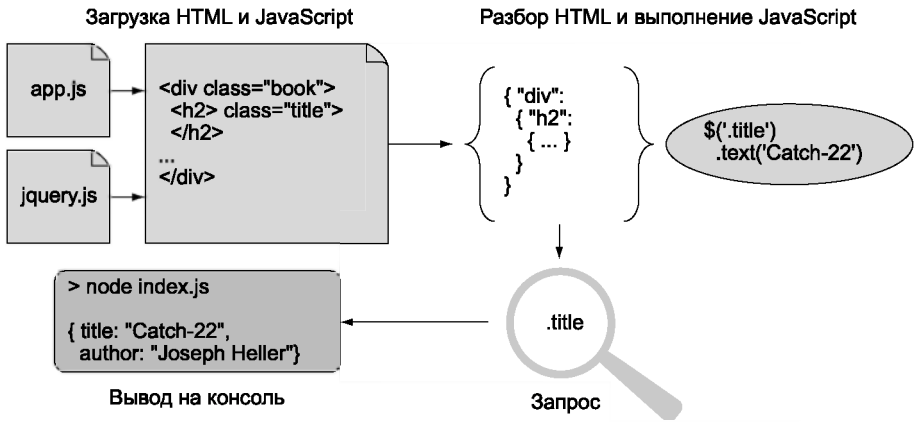 Загрузка HTML и JavaScript
Разбор HTML и выполнение JavaScript
app.js
jquery.js
<div class="book">
<h2> class="title">
</h2>
...
</div>
{ "div":
{ "h2":
{ ... }
}
}
$('.title')
.text('Catch-22')
> node index.js
{ title: "Catch-22",
author: "Joseph Heller"}
Вывод на консоль
.title
Запрос